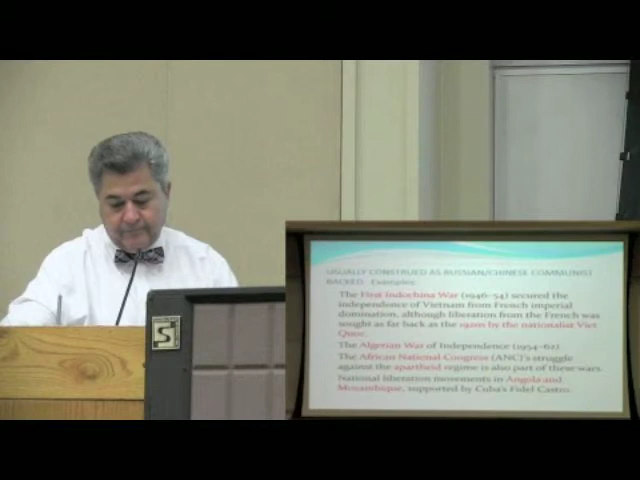 USUALLY CONSTRUED AS RUSSIAN/CHINESE COMMUNIST
BACKED. Examples:
The First Indochina War (1946–54) secured the
independence of Vietnam from French imperial
domination, although liberation from the French was
sought as far back as the 1920s by the nationalist Viet
Quoc.
The Algerian War of Independence (1954–62)
The African National Congress (ANC)'s struggle
against the apartheid regime is also part of these wars.
National liberation movements in Angola and
Mozambique, supported by Cuba's Fidel Castro.
S